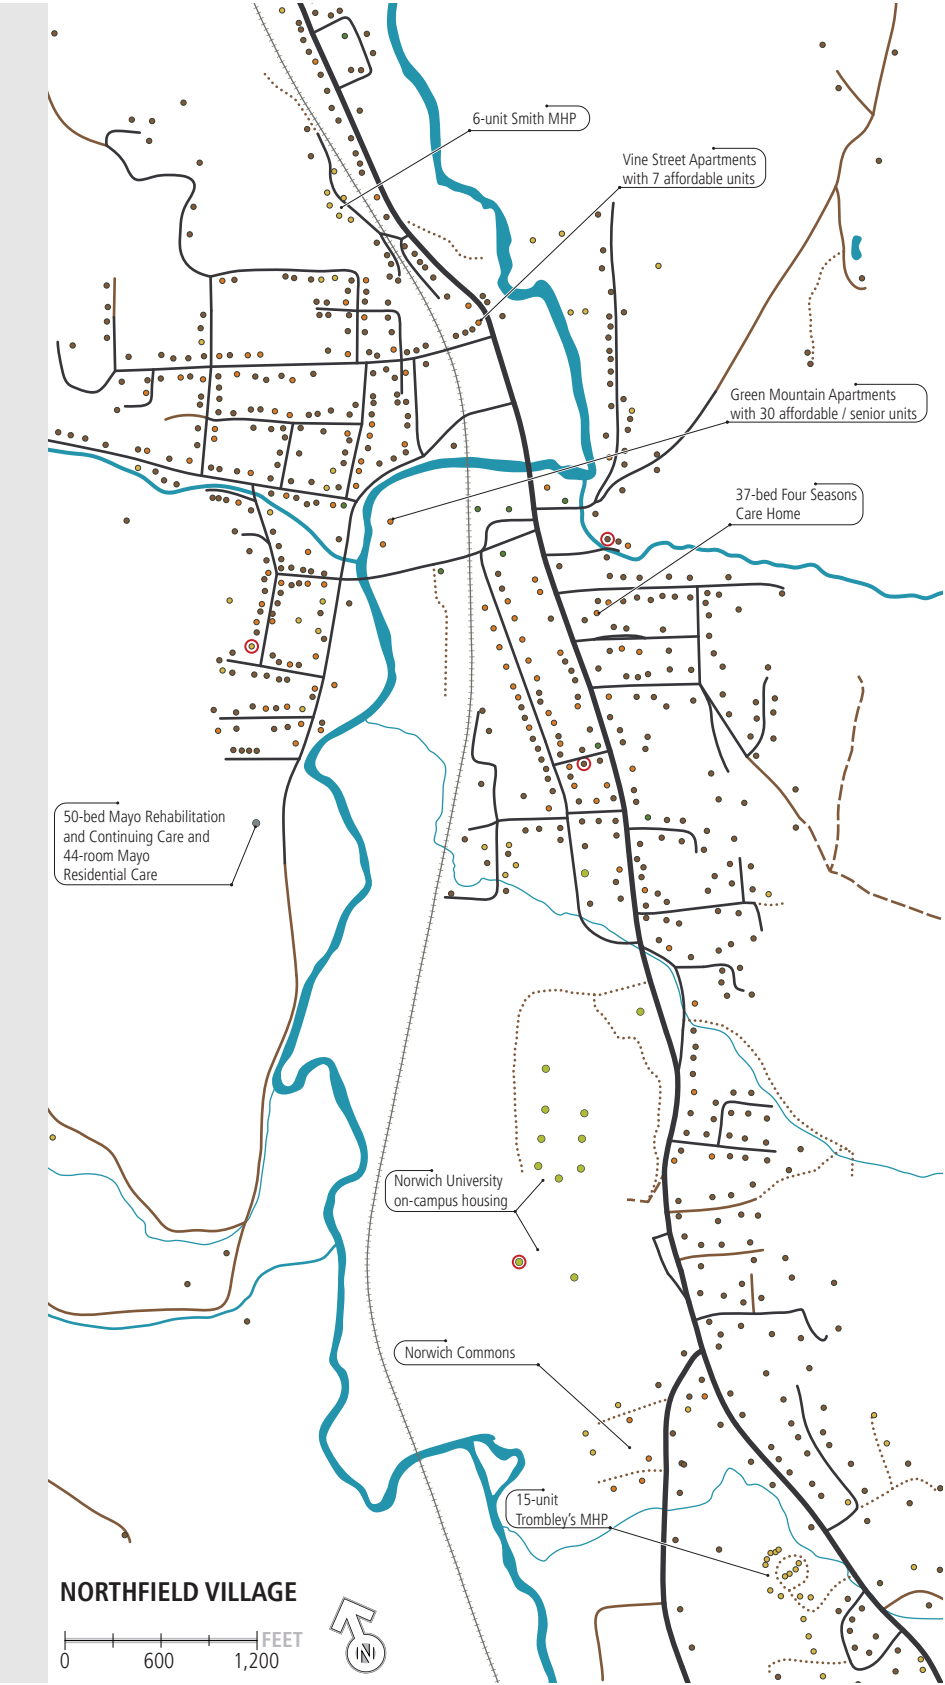 6-unit Smith MHP
Vine Street Apartments
with 7 affordable units
Green Mountain Apartments
with 30 affordable / senior units
37-bed Four Seasons
Care Home
50-bed Mayo Rehabilitation
and Continuing Care and
44-room Mayo
Residential Care
Norwich University
on-campus housing
Norwich Commons
15-unit
Trombley's MHP
NORTHFIELD VILLAGE
FEET
0 600 1,200
N